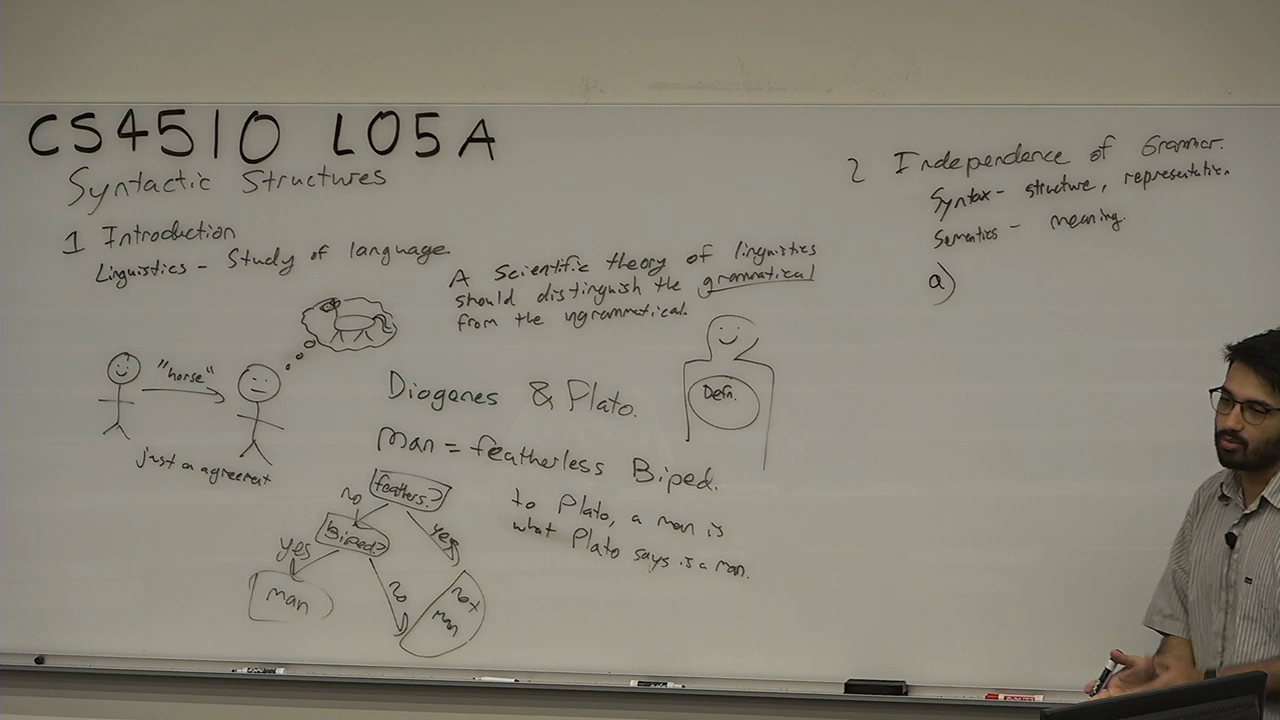 CS4510 L05A
Syntactic Structures
1 Introduction
Linguistics - Study of language
A scientific theory of linguistics
should distinguish the grammatical
from the ugrammatical.
"horse"
just an agreement
Diogenes & Plato.
Defn.
man = featherless Biped.
feathers?
no
yes
Biped?
yes
no
man
not
man
to Plato, a man is
what Plato says is a man.
2 Independence of Grammar.
Syntax - structure, representation.
Semantics - meaning.
a)